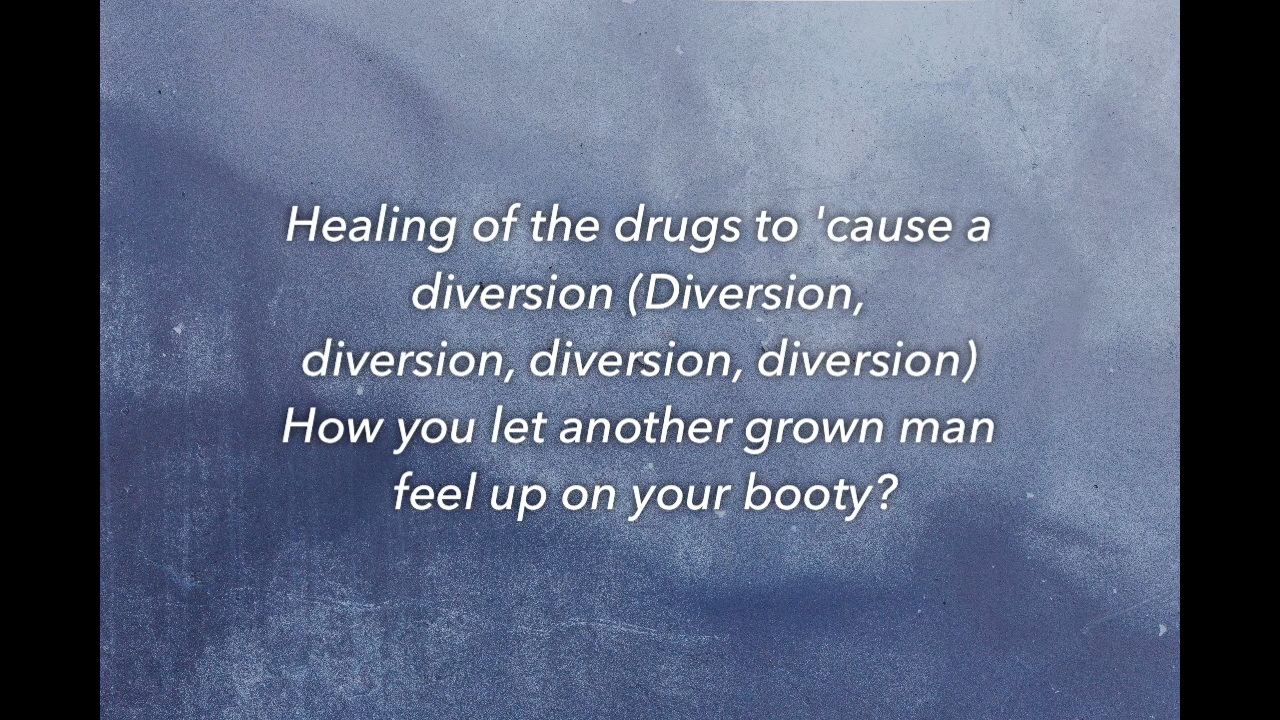 Healing of the drugs to 'cause a
diversion (Diversion,
diversion, diversion, diversion)
How you let another grown man
feel up on your booty?